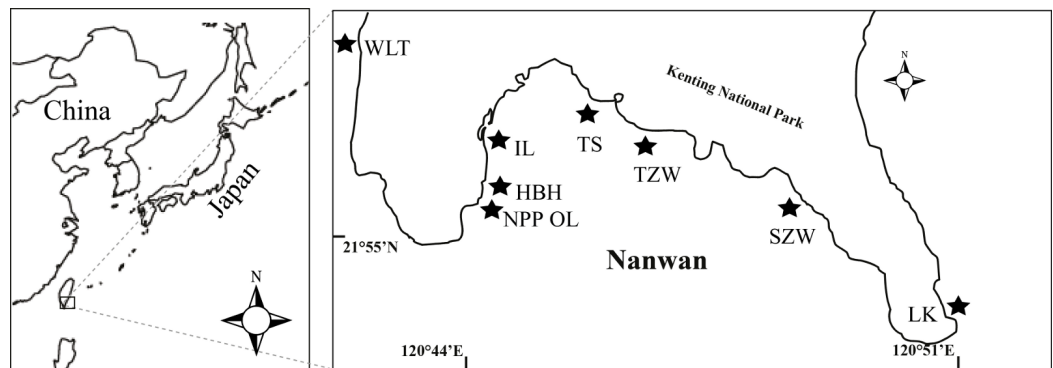 China
Japan
N
WLT
Kenting National Park
N
IL
TS
TZW
HBH
NPP OL
SZW
21°55’N
Nanwan
LK
120°44’E
120°51’E